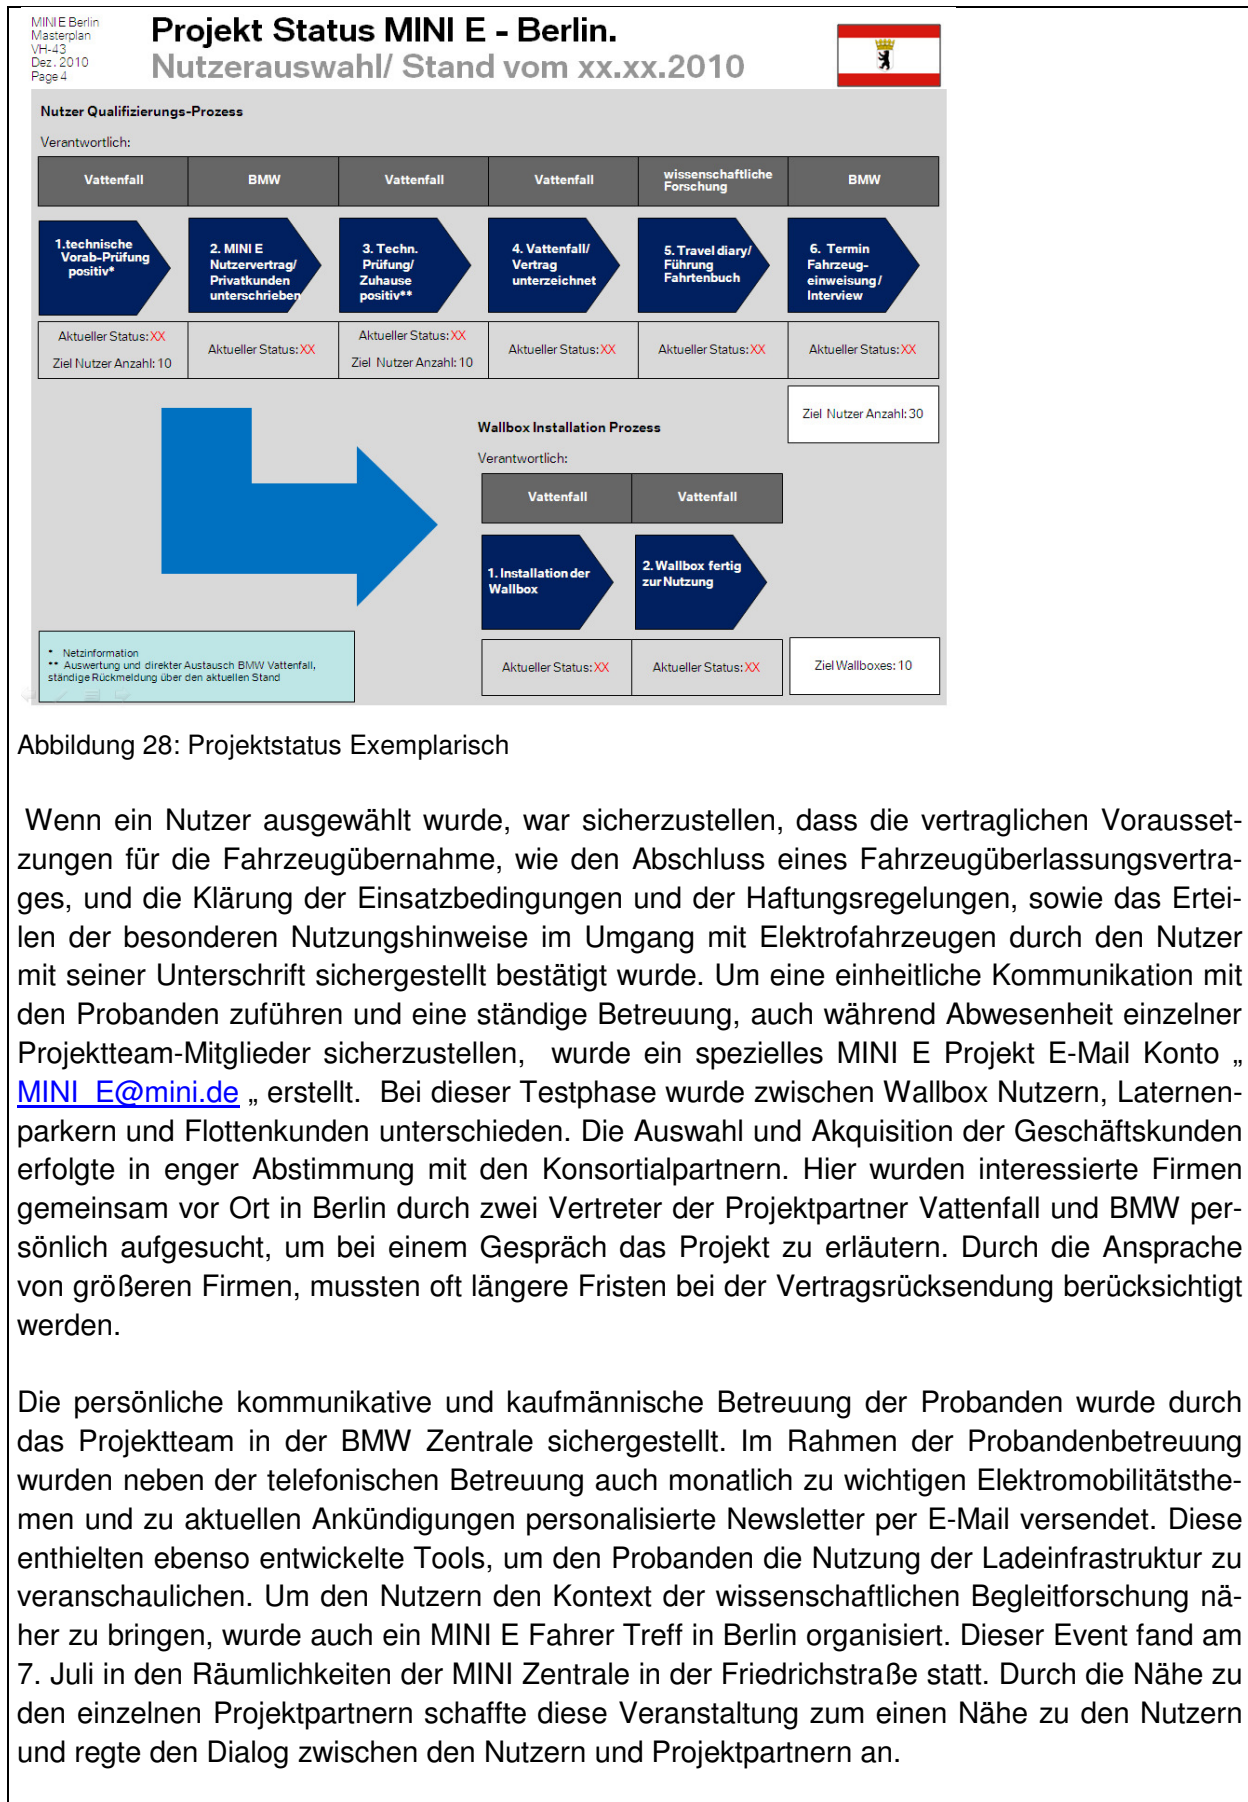 MINI E Berlin
Masterplan
VH-43
Dez. 2010
Page 4
Projekt Status MINI E - Berlin.
Nutzerauswahl/ Stand vom xx.xx.2010
Nutzer Qualifizierungs-Prozess
Verantwortlich:
Vattenfall
BMW
Vattenfall
Vattenfall
wissenschaftliche
Forschung
BMW
1.technische
Vorab-Prüfung
positiv*
2. MINI E
Nutzervertrag/
Privatkunden
unterschrieben
3. Techn.
Prüfung/
Zuhause
positiv**
4. Vattenfall/
Vertrag
unterzeichnet
5. Travel diary/
Führung
Fahrtenbuch
6. Termin
Fahrzeug-
einweisung/
Interview
Aktueller Status: XX
Ziel Nutzer Anzahl: 10
Aktueller Status: XX
Aktueller Status: XX
Ziel Nutzer Anzahl: 10
Aktueller Status: XX
Aktueller Status: XX
Aktueller Status: XX
Ziel Nutzer Anzahl: 30
Wallbox Installation Prozess
Verantwortlich:
Vattenfall
Vattenfall
1. Installation der
Wallbox
2. Wallbox fertig
zur Nutzung
Aktueller Status: XX
Aktueller Status: XX
Ziel Wallboxes: 10
* Netzinformation
** Auswertung und direkter Austausch BMW Vattenfall,
ständige Rückmeldung über den aktuellen Stand
Abbildung 28: Projektstatus Exemplarisch
Wenn ein Nutzer ausgewählt wurde, war sicherzustellen, dass die vertraglichen Vorausset-
zungen für die Fahrzeugübernahme, wie den Abschluss eines Fahrzeugüberlassungsvertra-
ges, und die Klärung der Einsatzbedingungen und der Haftungsregelungen, sowie das Ertei-
len der besonderen Nutzungshinweise im Umgang mit Elektrofahrzeugen durch den Nutzer
mit seiner Unterschrift sichergestellt bestätigt wurde. Um eine einheitliche Kommunikation mit
den Probanden zuführen und eine ständige Betreuung, auch während Abwesenheit einzelner
Projektteam-Mitglieder sicherzustellen, wurde ein spezielles MINI E Projekt E-Mail Konto „
MINI_E@mini.de „ erstellt. Bei dieser Testphase wurde zwischen Wallbox Nutzern, Laternen-
parkern und Flottenkunden unterschieden. Die Auswahl und Akquisition der Geschäftskunden
erfolgte in enger Abstimmung mit den Konsortialpartnern. Hier wurden interessierte Firmen
gemeinsam vor Ort in Berlin durch zwei Vertreter der Projektpartner Vattenfall und BMW per-
sönlich aufgesucht, um bei einem Gespräch das Projekt zu erläutern. Durch die Ansprache
von größeren Firmen, mussten oft längere Fristen bei der Vertragsrücksendung berücksichtigt
werden.
Die persönliche kommunikative und kaufmännische Betreuung der Probanden wurde durch
das Projektteam in der BMW Zentrale sichergestellt. Im Rahmen der Probandenbetreuung
wurden neben der telefonischen Betreuung auch monatlich zu wichtigen Elektromobilitätsthe-
men und zu aktuellen Ankündigungen personalisierte Newsletter per E-Mail versendet. Diese
enthielten ebenso entwickelte Tools, um den Probanden die Nutzung der Ladeinfrastruktur zu
veranschaulichen. Um den Nutzern den Kontext der wissenschaftlichen Begleitforschung nä-
her zu bringen, wurde auch ein MINI E Fahrer Treff in Berlin organisiert. Dieser Event fand am
7. Juli in den Räumlichkeiten der MINI Zentrale in der Friedrichstraße statt. Durch die Nähe zu
den einzelnen Projektpartnern schaffte diese Veranstaltung zum einen Nähe zu den Nutzern
und regte den Dialog zwischen den Nutzern und Projektpartnern an.